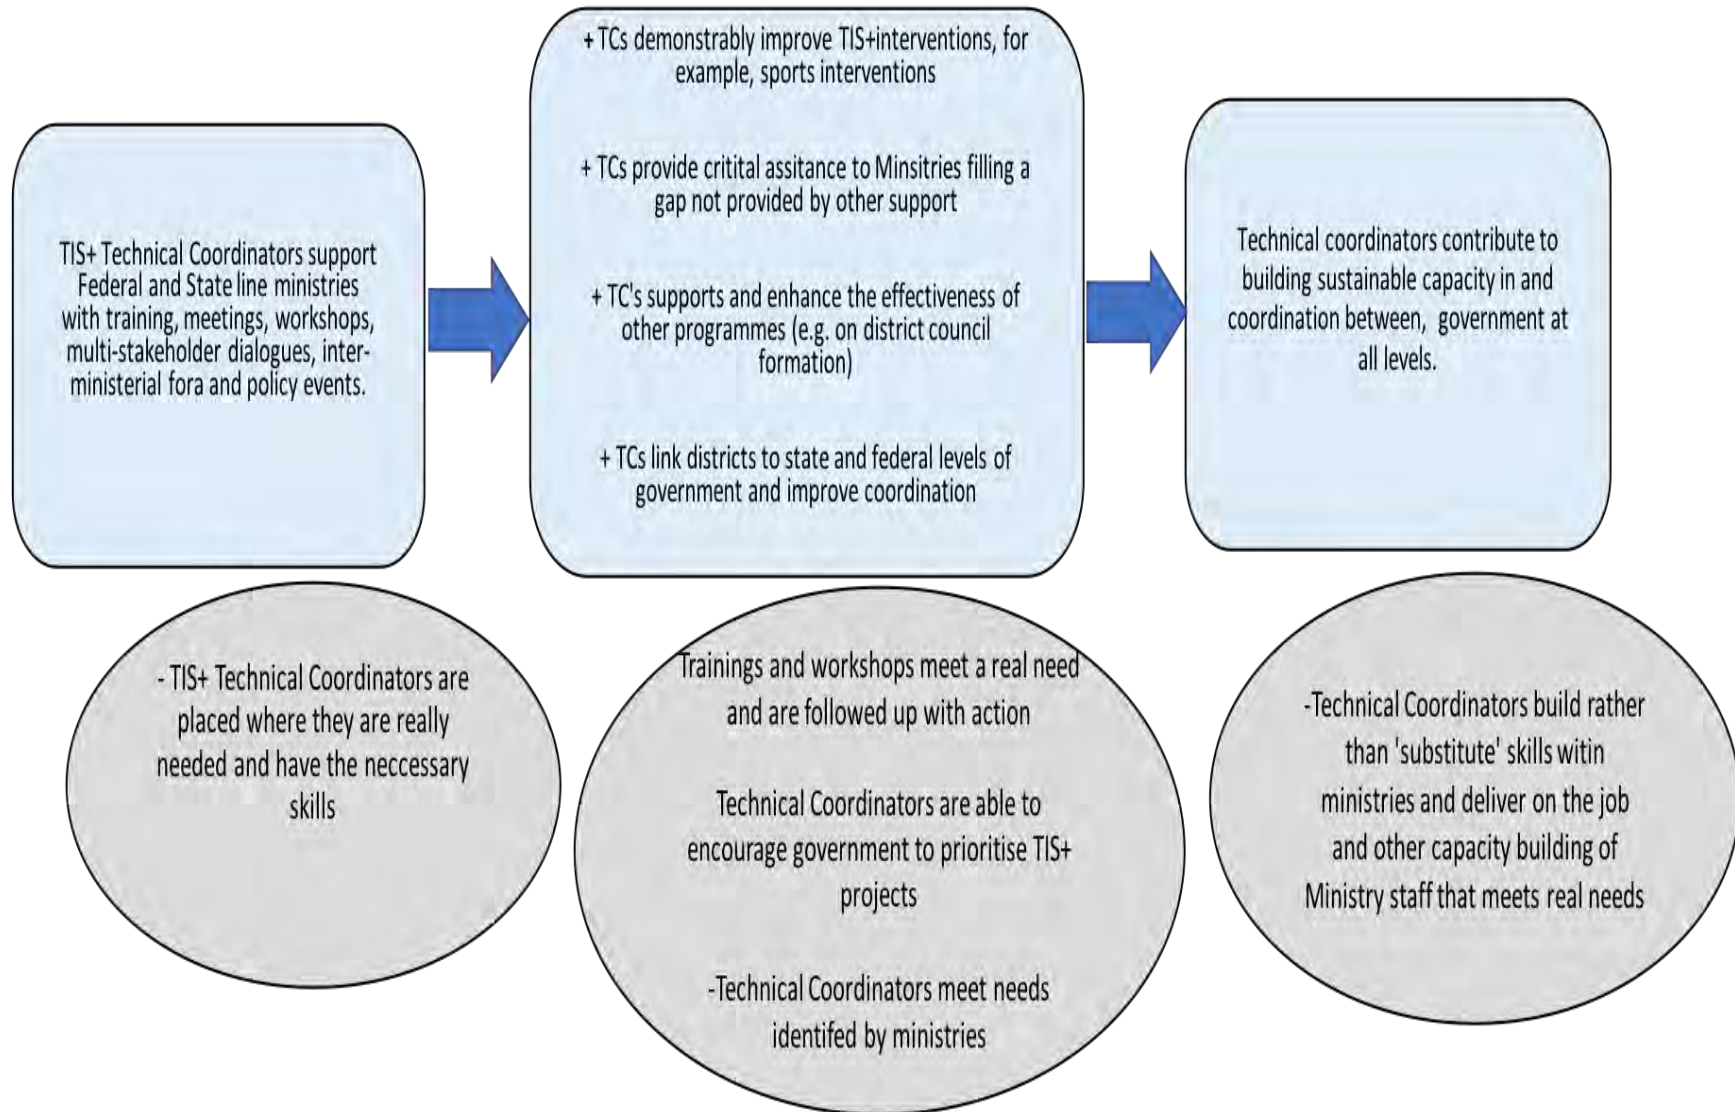 TIS+ Technical Coordinators support
Federal and State line ministries
with training, meetings, workshops,
multi-stakeholder dialogues, inter-
ministerial fora and policy events.
+ TCs demonstrably improve TIS+interventions, for
example, sports interventions
+ TCs provide critital assitance to Minsitries filling a
gap not provided by other support
+ TC's supports and enhance the effectiveness of
other programmes (e.g. on district council
formation)
+ TCs link districts to state and federal levels of
government and improve coordination
Technical coordinators contribute to
building sustainable capacity in and
coordination between, government at
all levels.
- TIS+ Technical Coordinators are
placed where they are really
needed and have the neccessary
skills
Trainings and workshops meet a real need
and are followed up with action
Technical Coordinators are able to
encourage government to prioritise TIS+
projects
-Technical Coordinators meet needs
identifed by ministries
-Technical Coordinators build rather
than 'substitute' skills witin
ministries and deliver on the job
and other capacity building of
Ministry staff that meets real needs